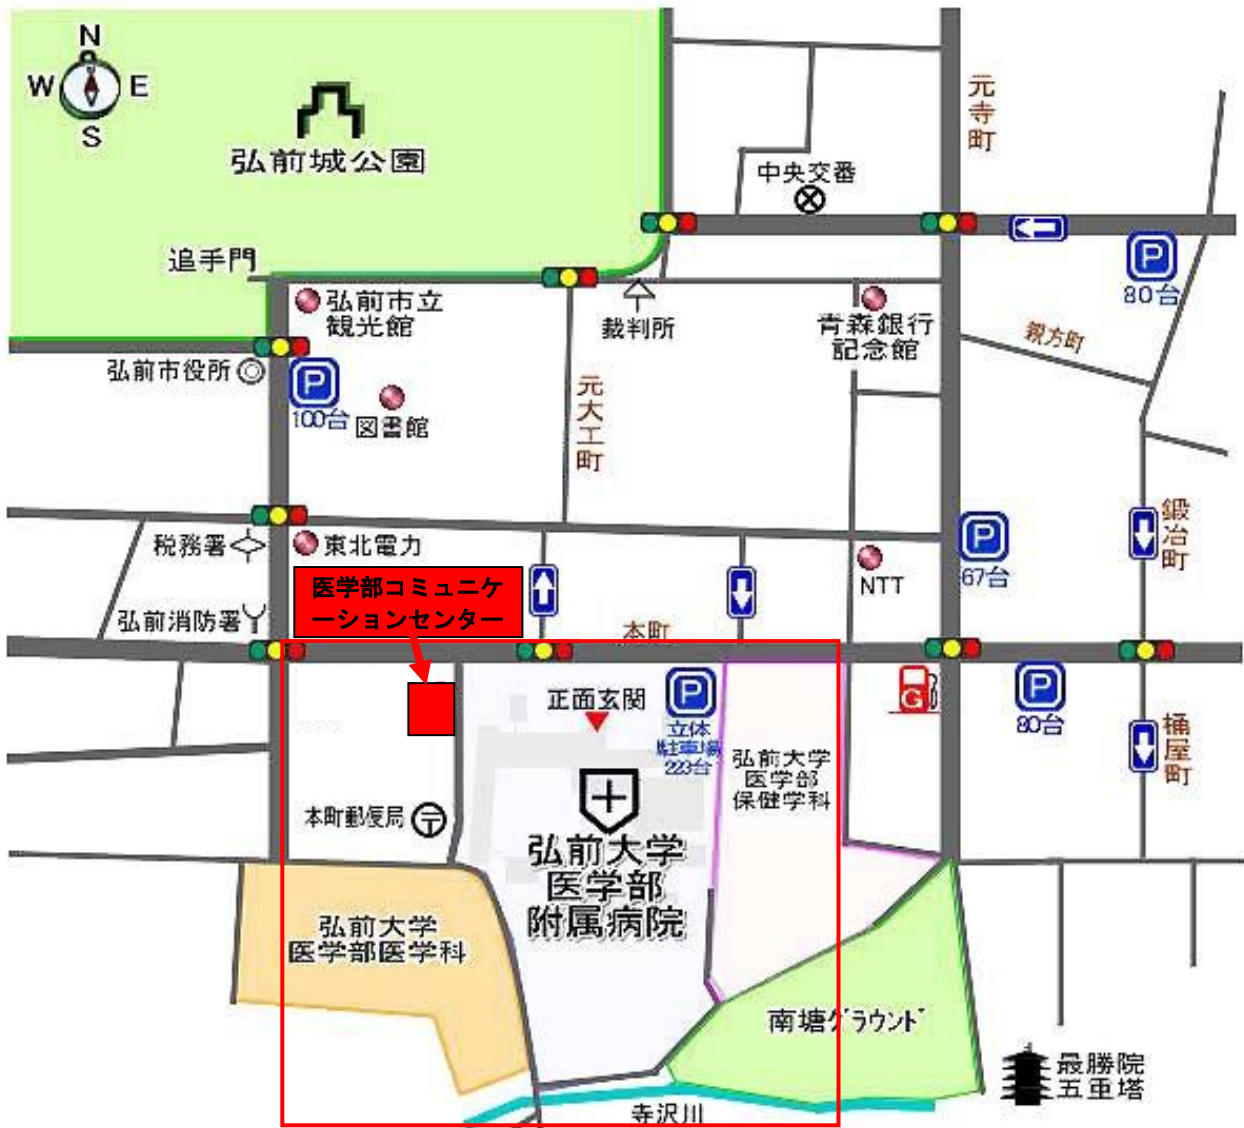 N
W
E
S
弘前城公園
元寺町
中央交番
追手門
弘前市立
観光館
裁判所
青森銀行
記念館
P
80台
親方町
弘前市役所
P
100台
図書館
元大工町
税務署
東北電力
NTT
P
67台
鍛冶町
医学部コミュニケ
ーションセンター
弘前消防署
本町
正面玄関
P
立体
駐車場
223台
G
P
80台
桶屋町
弘前大学
医学部
保健学科
本町郵便局
弘前大学
医学部
附属病院
弘前大学
医学部医学科
南塘グラウンド
最勝院
五重塔
寺沢川